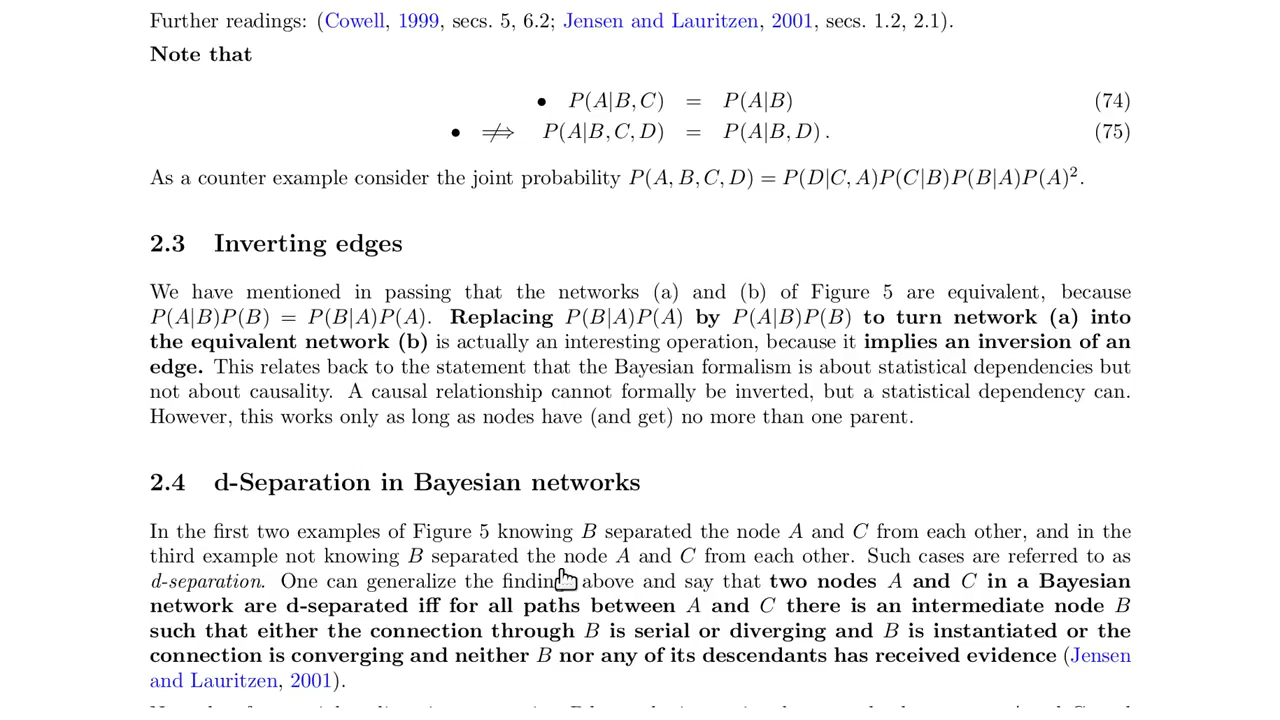 Further readings: (Cowell, 1999, secs. 5, 6.2; Jensen and Lauritzen, 2001, secs. 1.2, 2.1).
Note that
• P(A|B, C) = P(A|B) (74)
• ≠⇒ P(A|B, C, D) = P(A|B, D) . (75)
As a counter example consider the joint probability P(A, B, C, D) = P(D|C, A)P(C|B)P(B|A)P(A)².
2.3 Inverting edges
We have mentioned in passing that the networks (a) and (b) of Figure 5 are equivalent, because
P(A|B)P(B) = P(B|A)P(A). Replacing P(B|A)P(A) by P(A|B)P(B) to turn network (a) into
the equivalent network (b) is actually an interesting operation, because it implies an inversion of an
edge. This relates back to the statement that the Bayesian formalism is about statistical dependencies but
not about causality. A causal relationship cannot formally be inverted, but a statistical dependency can.
However, this works only as long as nodes have (and get) no more than one parent.
2.4 d-Separation in Bayesian networks
In the first two examples of Figure 5 knowing B separated the node A and C from each other, and in the
third example not knowing B separated the node A and C from each other. Such cases are referred to as
d-separation. One can generalize the finding above and say that two nodes A and C in a Bayesian
network are d-separated iff for all paths between A and C there is an intermediate node B
such that either the connection through B is serial or diverging and B is instantiated or the
connection is converging and neither B nor any of its descendants has received evidence (Jensen
and Lauritzen, 2001).